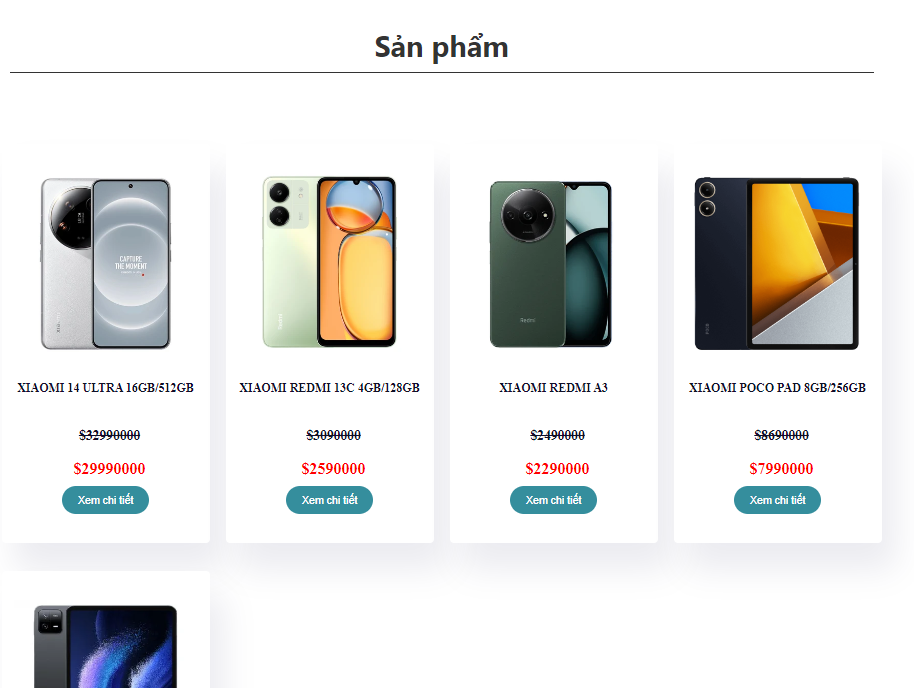 Sản phẩm
CAPTURE
THE MOMENT
Redmi
XIAOMI 14 ULTRA 16GB/512GB
XIAOMI REDMI 13C 4GB/128GB
XIAOMI REDMI A3
XIAOMI POCO PAD 8GB/256GB
$32990000
$3090000
$2490000
$8690000
$29990000
$2590000
$2290000
$7990000
Xem chi tiết
Xem chi tiết
Xem chi tiết
Xem chi tiết